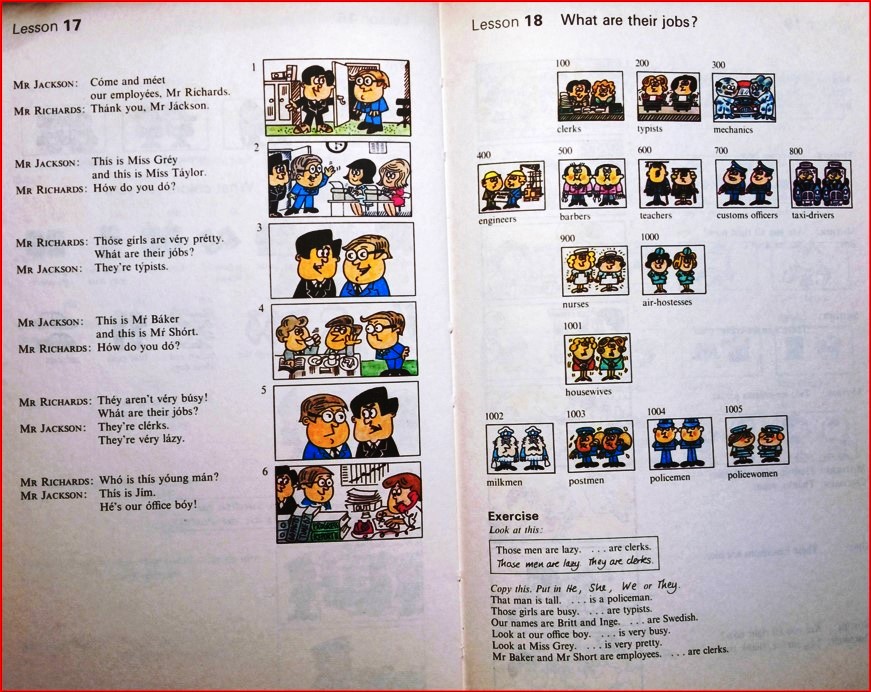 Lesson 17
1
MR JACKSON: Cóme and méet
our employées, Mr Richards.
MR RICHARDS: Thánk you, Mr Jáckson.
2
MR JACKSON: This is Miss Gréy
and this is Miss Táylor.
MR RICHARDS: Hów do you dó?
3
MR RICHARDS: Thóse girls are véry prétty.
Whát are their jóbs?
MR JACKSON: They're týpists.
4
MR JACKSON: This is Mŕ Báker
and this is Mŕ Shórt.
MR RICHARDS: Hów do you dó?
5
MR RICHARDS: Théy aren't véry búsy!
Whát are their jóbs?
MR JACKSON: They're clérks.
They're véry lázy.
6
MR RICHARDS: Whó is this yóung mán?
MR JACKSON: This is Jim.
Hé's our óffice bóy!
Lesson 18 What are their jobs?
100 200 300
clerks typists mechanics
400 500 600 700 800
engineers barbers teachers customs officers taxi-drivers
900 1000
nurses air-hostesses
1001
housewives
1002 1003 1004 1005
milkmen postmen policemen policewomen
Exercise
Look at this:
Those men are lazy. . . . are clerks.
Those men are lazy. They are clerks.
Copy this. Put in He, She, We or They.
That man is tall. . . . is a policeman.
Those girls are busy. . . . are typists.
Our names are Britt and Inge. . . . are Swedish.
Look at our office boy. . . . is very busy.
Look at Miss Grey. . . . is very pretty.
Mr Baker and Mr Short are employees. . . . are clerks.